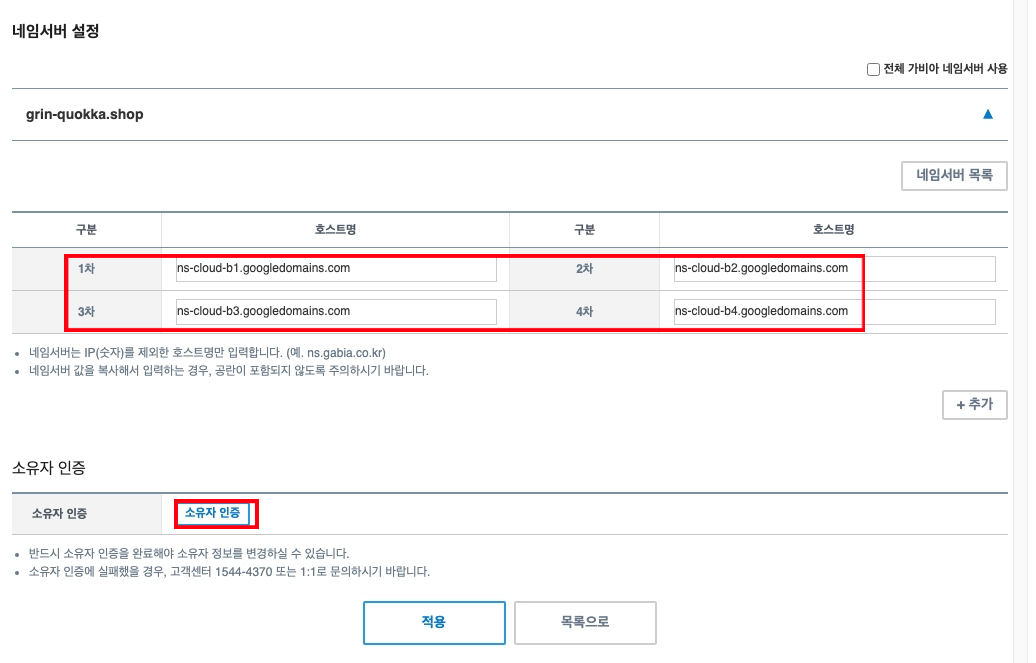 네임서버 설정
전체 가비아 네임서버 사용
grin-quokka.shop
▲
네임서버 목록
구분 호스트명 구분 호스트명
1차 ns-cloud-b1.googledomains.com 2차 ns-cloud-b2.googledomains.com
3차 ns-cloud-b3.googledomains.com 4차 ns-cloud-b4.googledomains.com
• 네임서버는 IP(숫자)를 제외한 호스트명만 입력합니다. (예. ns.gabia.co.kr)
• 네임서버 값을 복사해서 입력하는 경우, 공란이 포함되지 않도록 주의하시기 바랍니다.
+ 추가
소유자 인증
소유자 인증 소유자 인증
• 반드시 소유자 인증을 완료해야 소유자 정보를 변경하실 수 있습니다.
• 소유자 인증에 실패했을 경우, 고객센터 1544-4370 또는 1:1로 문의하시기 바랍니다.
적용 목록으로